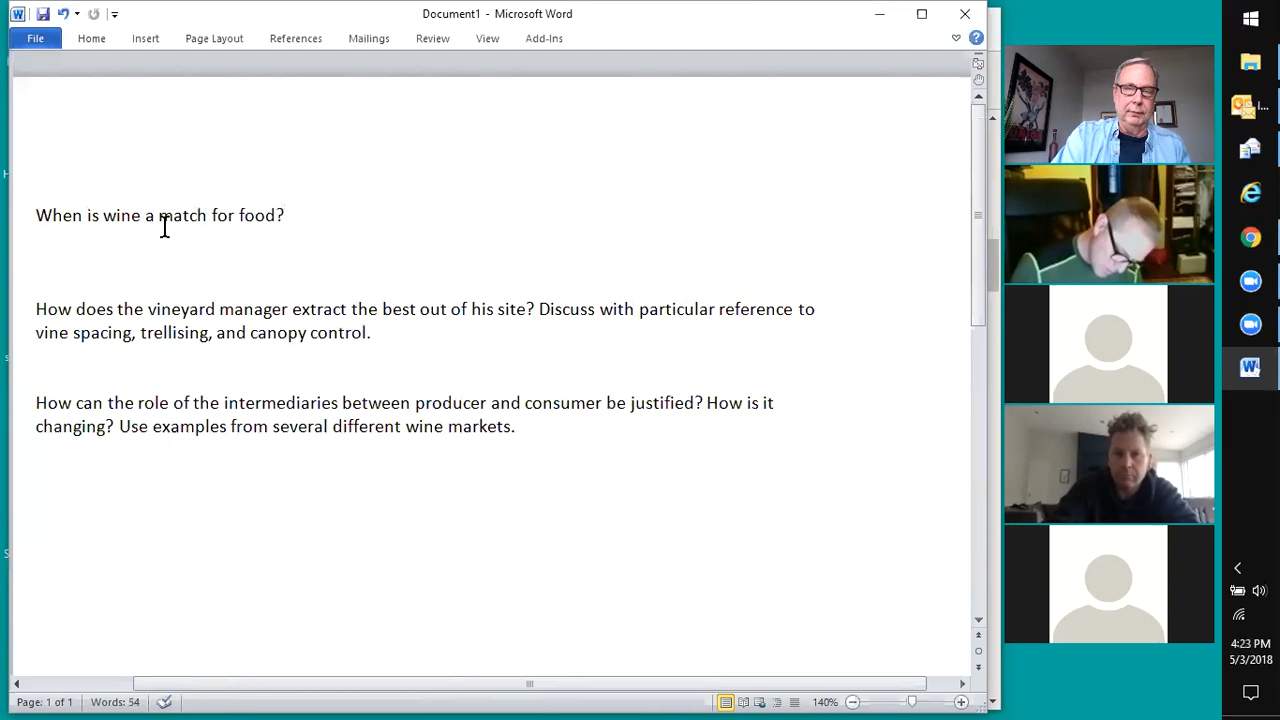 Document1 - Microsoft Word
File Home Insert Page Layout References Mailings Review View Add-Ins
When is wine a match for food?
How does the vineyard manager extract the best out of his site? Discuss with particular reference to
vine spacing, trellising, and canopy control.
How can the role of the intermediaries between producer and consumer be justified? How is it
changing? Use examples from several different wine markets.
Page: 1 of 1 Words: 54 140%
4:23 PM
5/3/2018